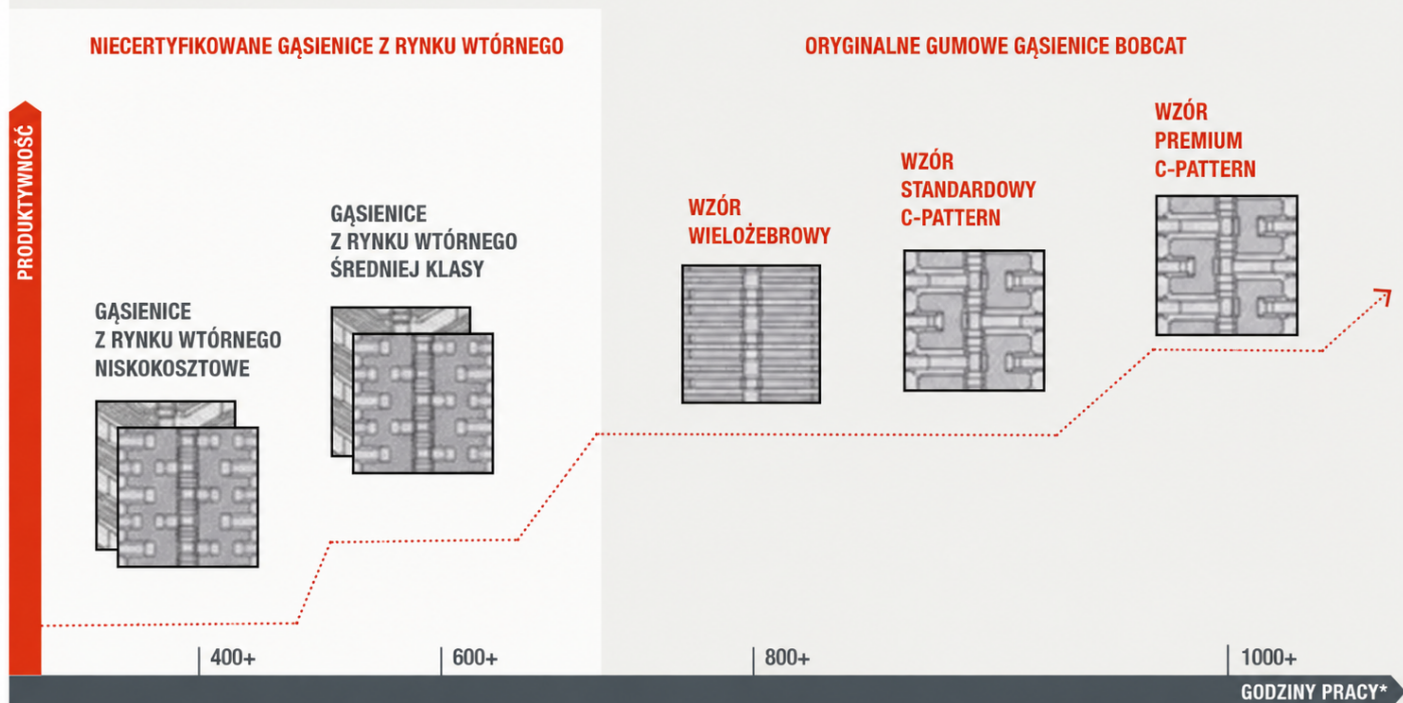 NIECERTYFIKOWANE GĄSIENICE Z RYNKU WTÓRNEGO
ORYGINALNE GUMOWE GĄSIENICE BOBCAT
PRODUKTYWNOŚĆ
GĄSIENICE
Z RYNKU WTÓRNEGO
NISKOKOSZTOWE
GĄSIENICE
Z RYNKU WTÓRNEGO
ŚREDNIEJ KLASY
WZÓR
WIELOŻEBROWY
WZÓR
STANDARDOWY
C-PATTERN
WZÓR
PREMIUM
C-PATTERN
400+
600+
800+
1000+
GODZINY PRACY*